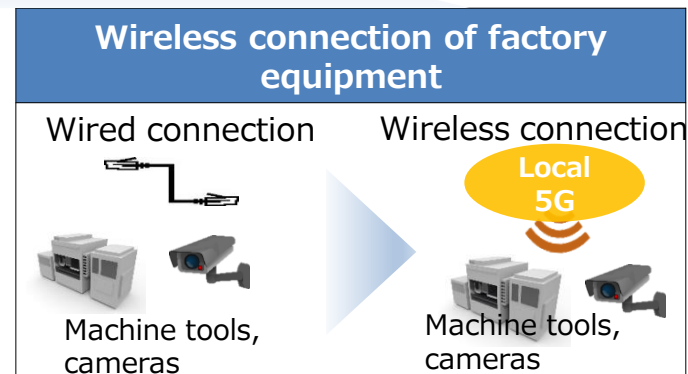 Wireless connection of factory
equipment
Wired connection
Machine tools,
cameras
Wireless connection
Local
5G
Machine tools,
cameras